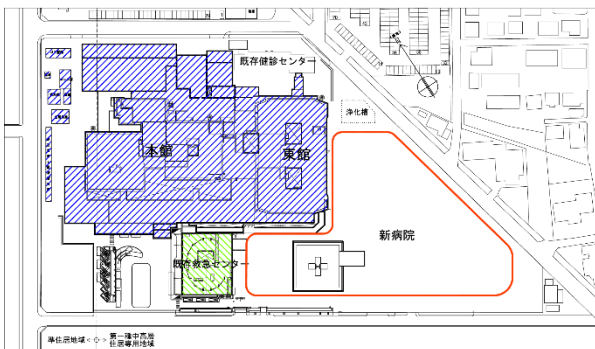 既存健診センター
浄化槽
本館
東館
新病院
既存救急センター
準住居地域
第一種中高層
住居専用地域